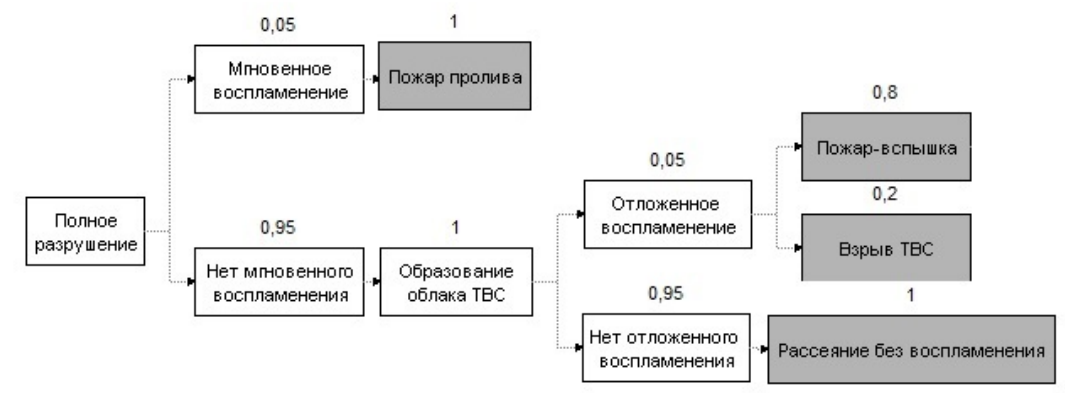 0,05
1
Мгновенное
воспламенение
Пожар пролива
0,8
Пожар-вспышка
0,05
Отложенное
воспламенение
0,2
Взрыв ТВС
Полное
разрушение
0,95
1
Нет мгновенного
воспламенения
Образование
облака ТВС
0,95
1
Нет отложенного
воспламенения
Рассеяние без воспламенения